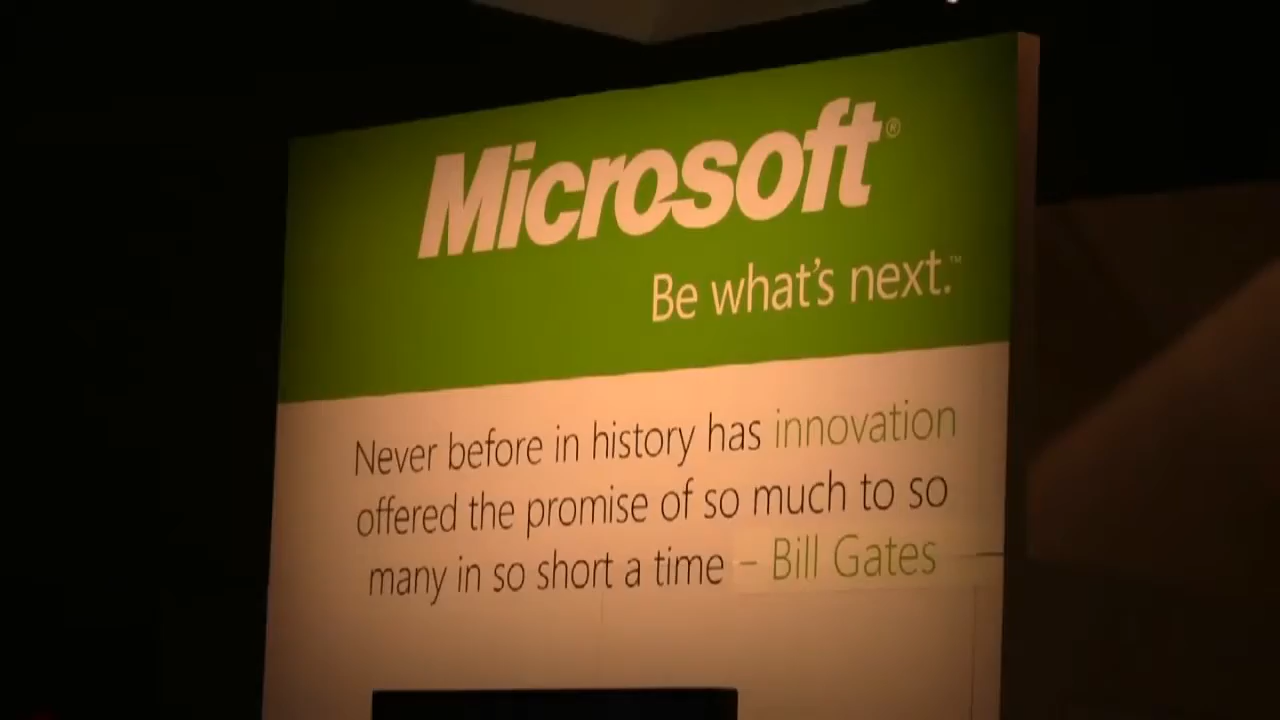 Microsoft®
Be what's next.™
Never before in history has innovation
offered the promise of so much to so
many in so short a time – Bill Gates